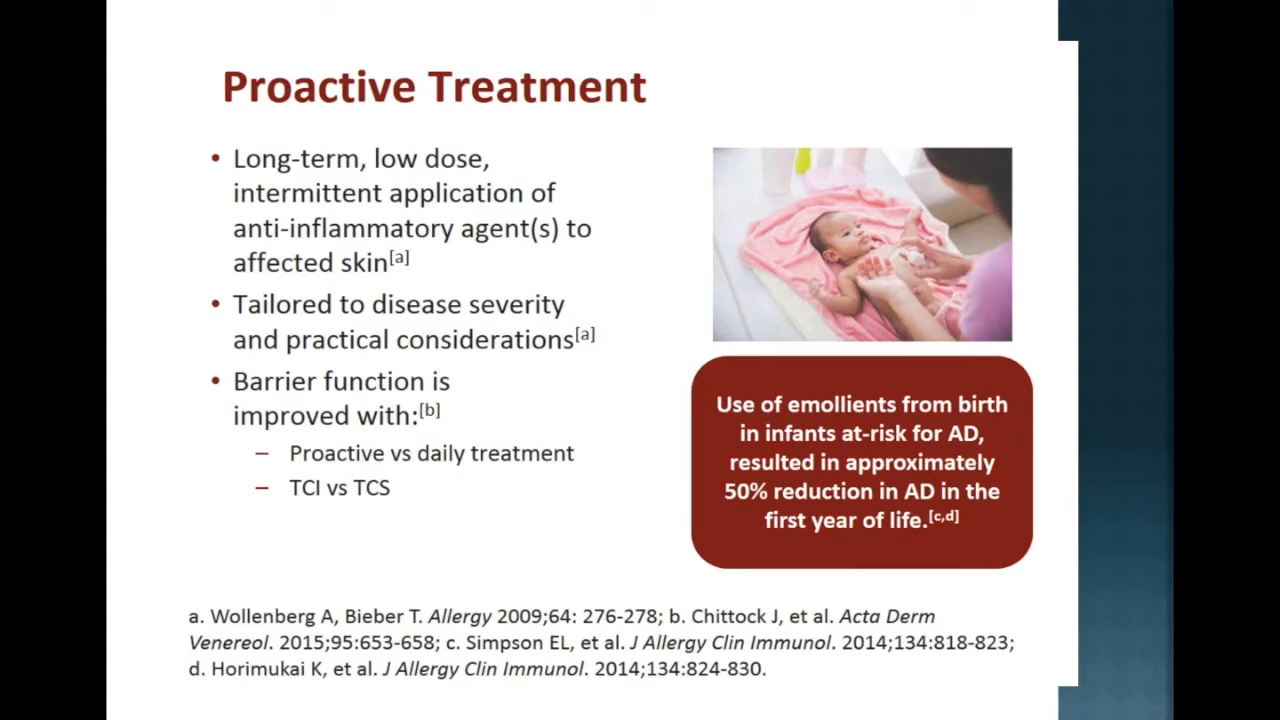 Proactive Treatment
• Long-term, low dose,
intermittent application of
anti-inflammatory agent(s) to
affected skin[a]
• Tailored to disease severity
and practical considerations[a]
• Barrier function is
improved with:[b]
– Proactive vs daily treatment
– TCI vs TCS
Use of emollients from birth
in infants at-risk for AD,
resulted in approximately
50% reduction in AD in the
first year of life.[c,d]
a. Wollenberg A, Bieber T. Allergy 2009;64: 276-278; b. Chittock J, et al. Acta Derm
Venereol. 2015;95:653-658; c. Simpson EL, et al. J Allergy Clin Immunol. 2014;134:818-823;
d. Horimukai K, et al. J Allergy Clin Immunol. 2014;134:824-830.